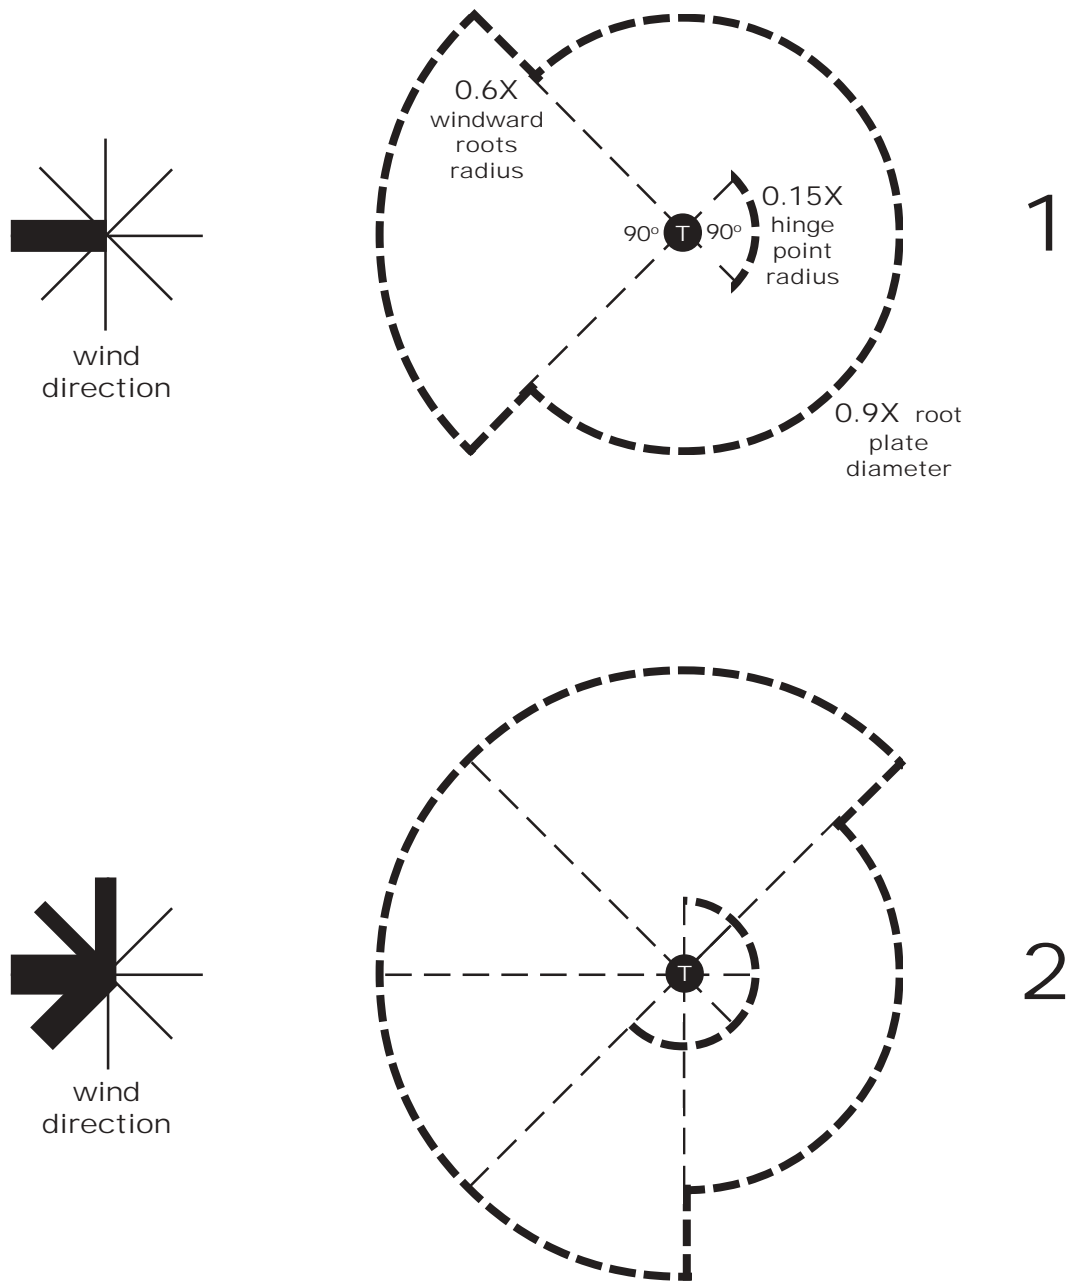 0.6X
windward
roots
radius
0.15X
hinge
point
radius
90º T 90º
1
wind
direction
0.9X root
plate
diameter
T
2
wind
direction